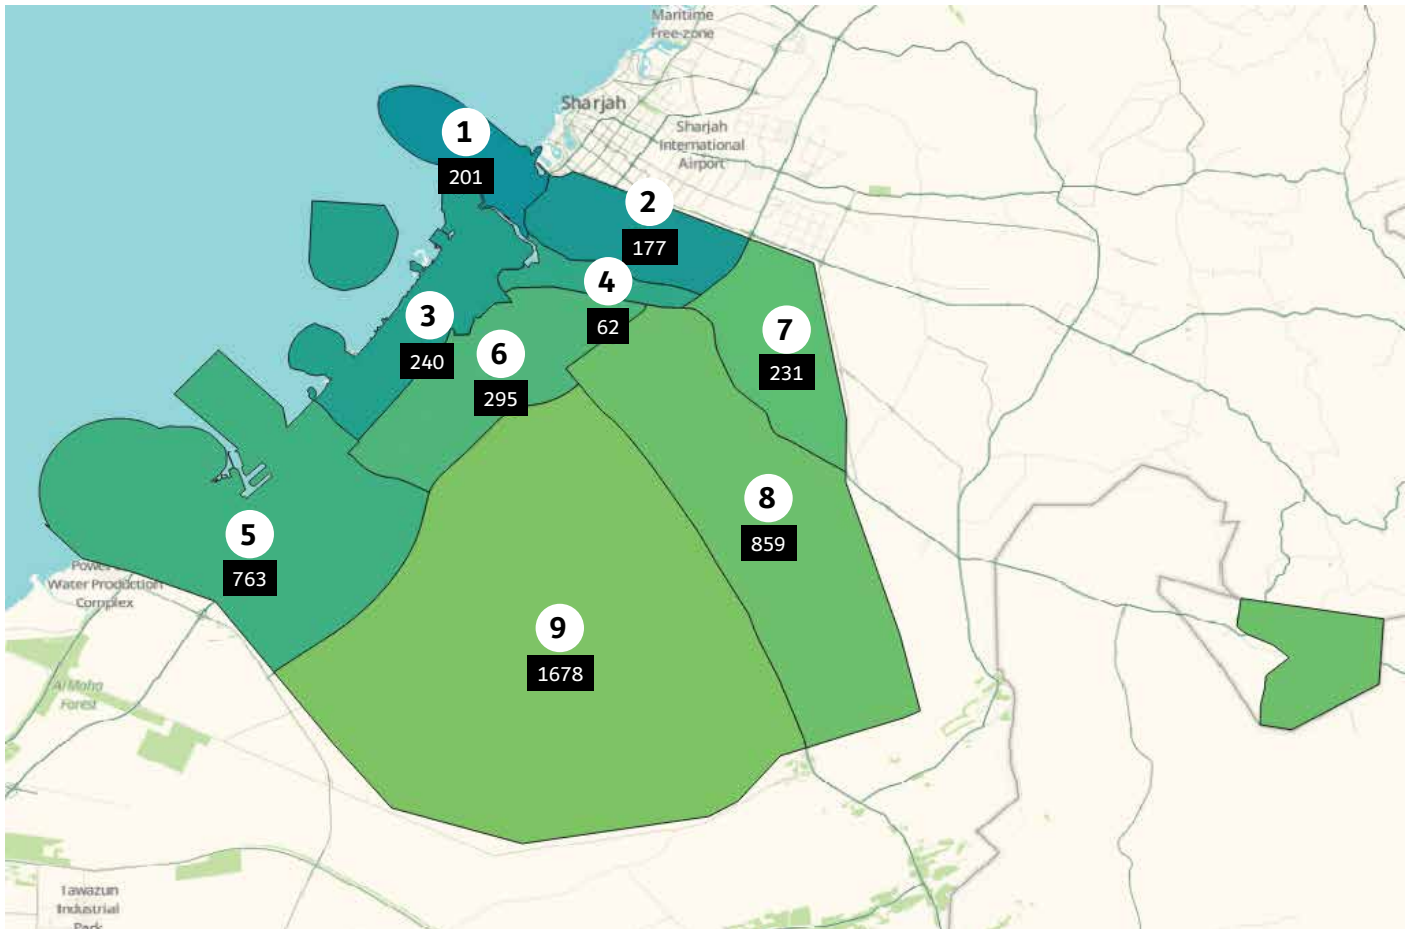 Maritime
Free-zone
Sharjah
Sharjah
International
Airport
1
201
2
177
4
62
3
240
6
295
7
231
8
859
5
763
Water Production
Complex
9
1678
Al Maha
Forest
Tawazun
Industrial
Park